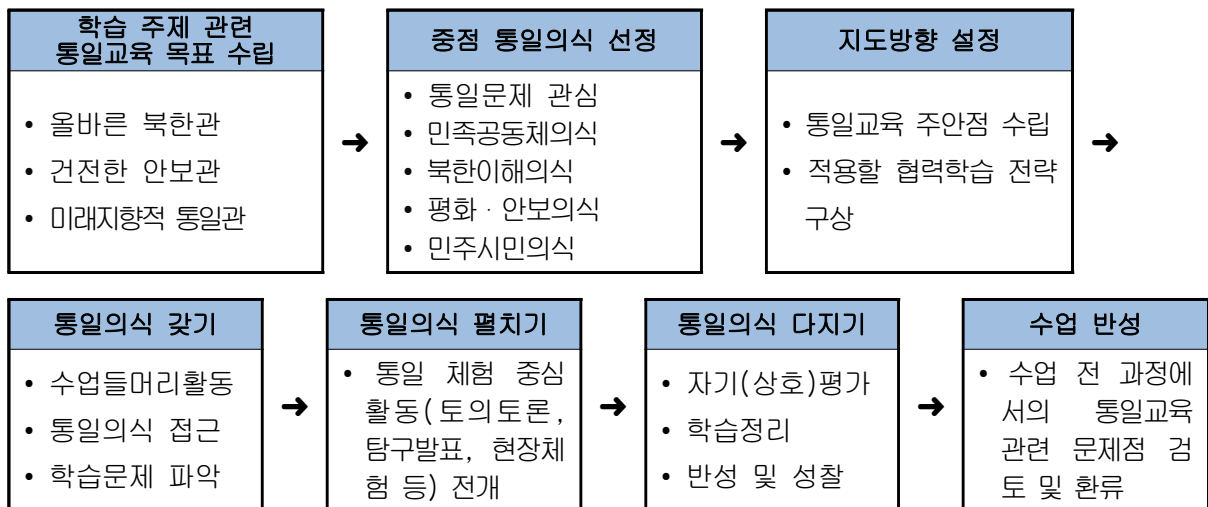 학습 주제 관련
통일교육 목표 수립
• 올바른 북한관
• 건전한 안보관
• 미래지향적 통일관
➜
중점 통일의식 선정
• 통일문제 관심
• 민족공동체의식
• 북한이해의식
• 평화 · 안보의식
• 민주시민의식
➜
지도방향 설정
• 통일교육 주안점 수립
• 적용할 협력학습 전략
구상
➜
통일의식 갖기
• 수업들머리활동
• 통일의식 접근
• 학습문제 파악
➜
통일의식 펼치기
• 통일 체험 중심
활동(토의토론,
탐구발표, 현장체
험 등) 전개
➜
통일의식 다지기
• 자기(상호)평가
• 학습정리
• 반성 및 성찰
➜
수업 반성
• 수업 전 과정에
서의 통일교육
관련 문제점 검
토 및 환류